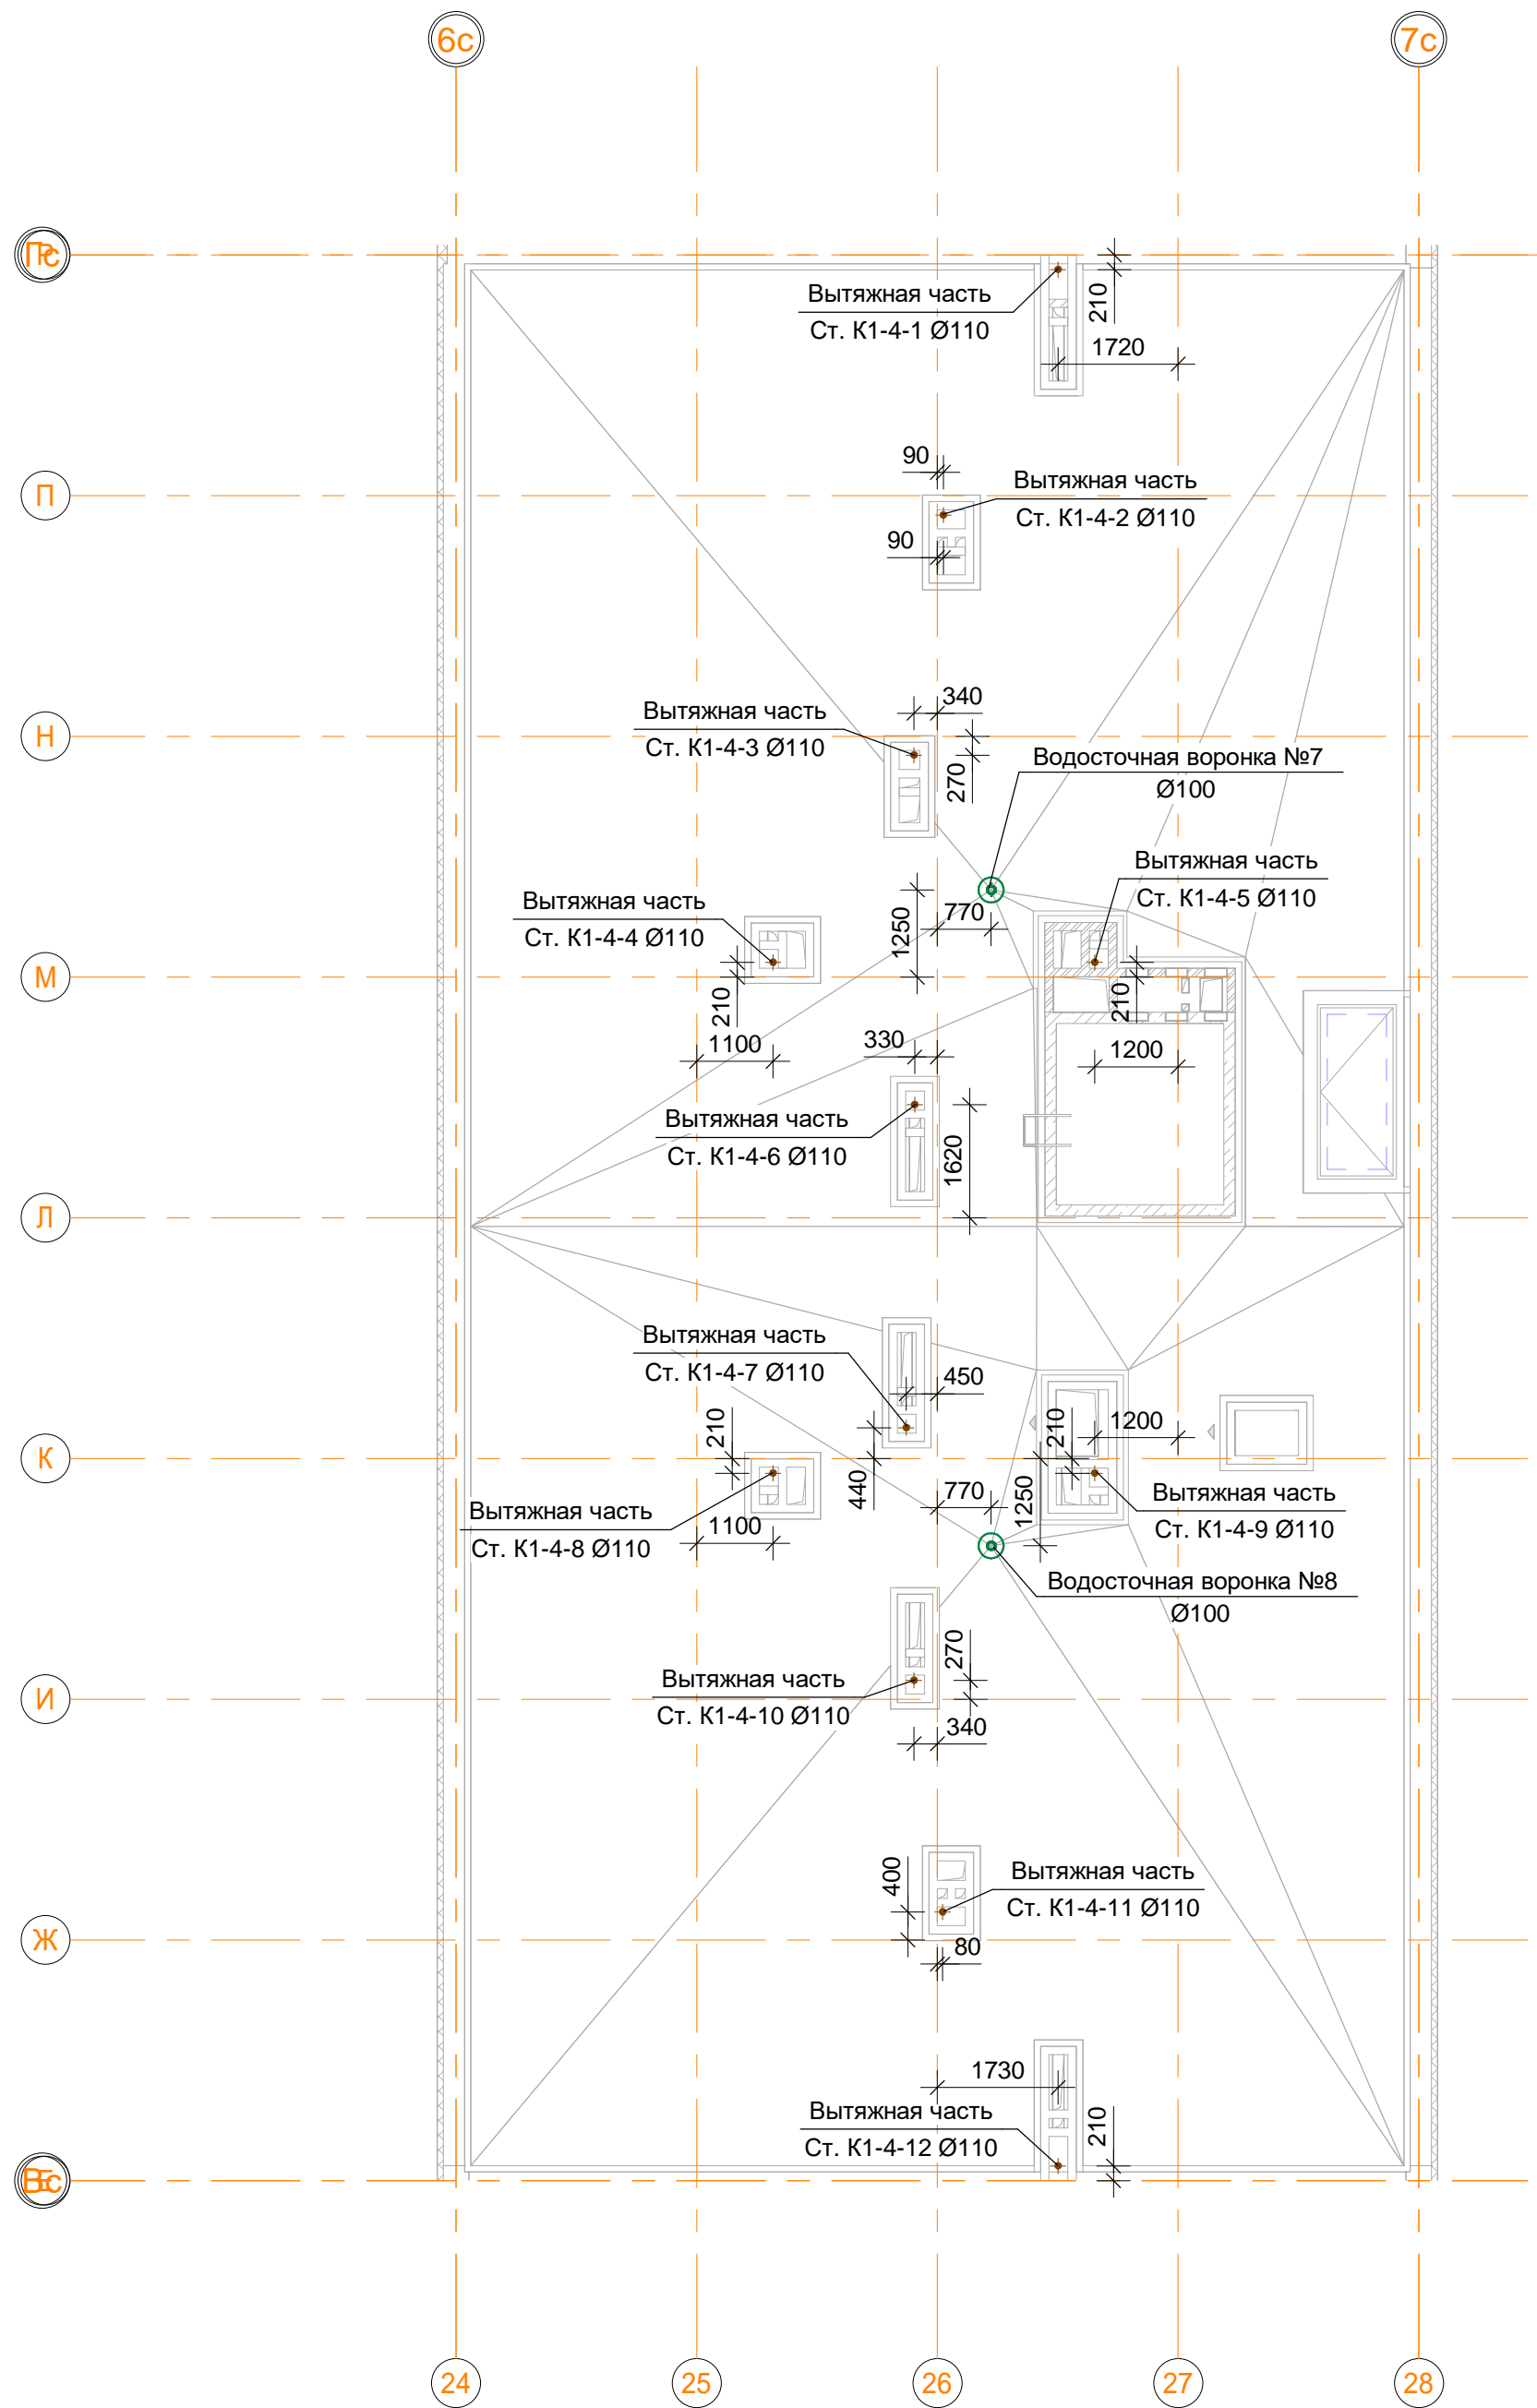 6с
7с
Вытяжная часть
Ст. К1-4-1 Ø110
210
1720
П
90
Вытяжная часть
Ст. К1-4-2 Ø110
90
Н
340
Вытяжная часть
Ст. К1-4-3 Ø110
270
Водосточная воронка №7
Ø100
Вытяжная часть
Ст. К1-4-5 Ø110
Вытяжная часть
Ст. К1-4-4 Ø110
1250
770
М
210
210
1100
330
1200
Вытяжная часть
Ст. К1-4-6 Ø110
1620
Л
Вытяжная часть
Ст. К1-4-7 Ø110
450
210
210
1200
К
440
770
1250
Вытяжная часть
Ст. К1-4-8 Ø110
1100
Вытяжная часть
Ст. К1-4-9 Ø110
Водосточная воронка №8
Ø100
270
Вытяжная часть
Ст. К1-4-10 Ø110
И
340
400
Вытяжная часть
Ст. К1-4-11 Ø110
Ж
80
1730
Вытяжная часть
Ст. К1-4-12 Ø110
210
24
25
26
27
28